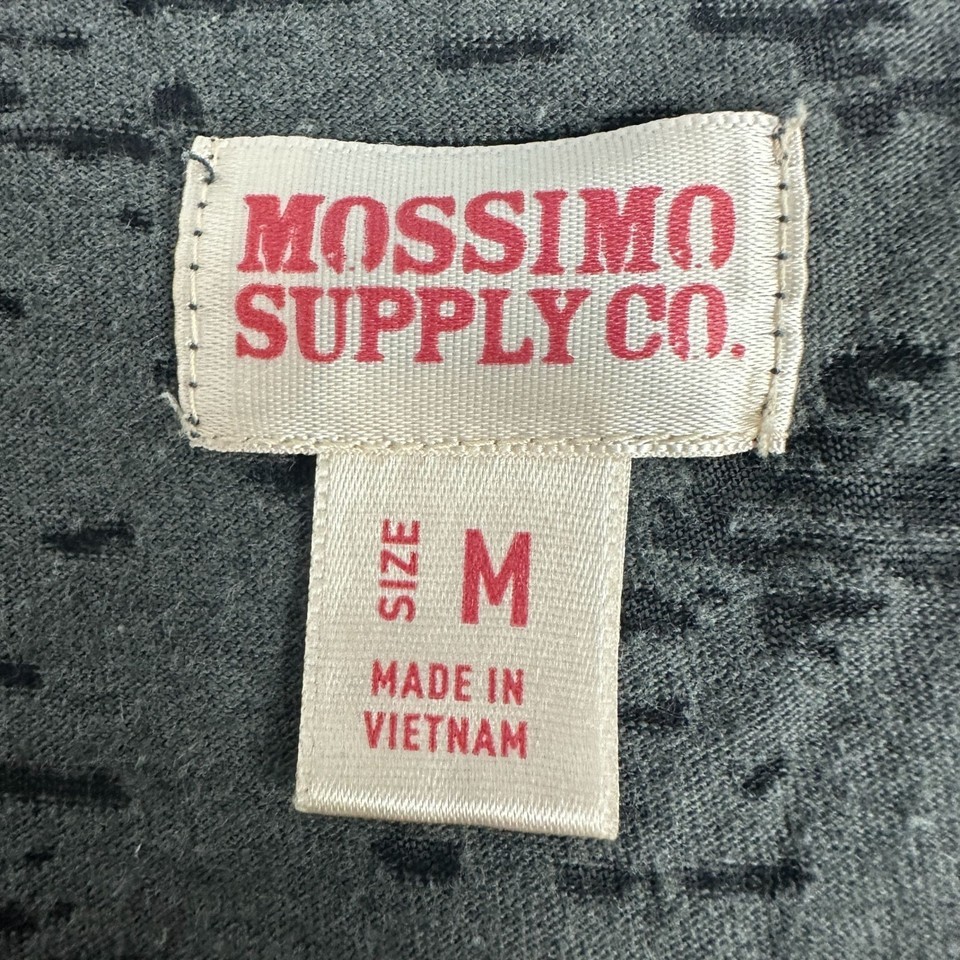 MOSSIMO
SUPPLY CO.
SIZE M
MADE IN
VIETNAM